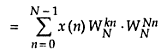 = \sum_{n=0}^{N-1} x(n) W_N^{kn} \cdot W_N^{Nn}